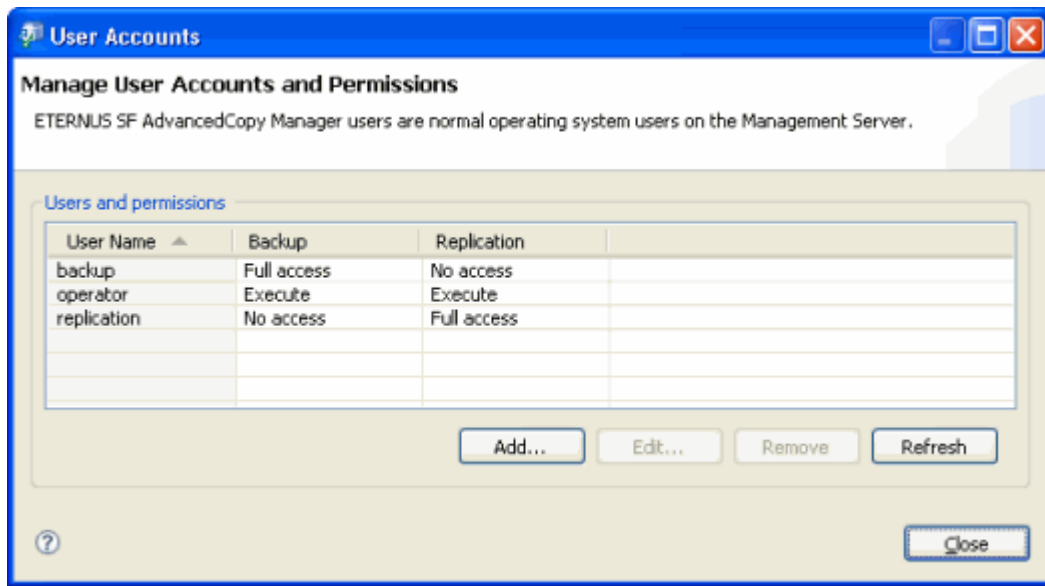 User Accounts
Manage User Accounts and Permissions
ETERNUS SF AdvancedCopy Manager users are normal operating system users on the Management Server.
Users and permissions
User Name Backup Replication
backup Full access No access
operator Execute Execute
replication No access Full access
Add... Edit... Remove Refresh
Close